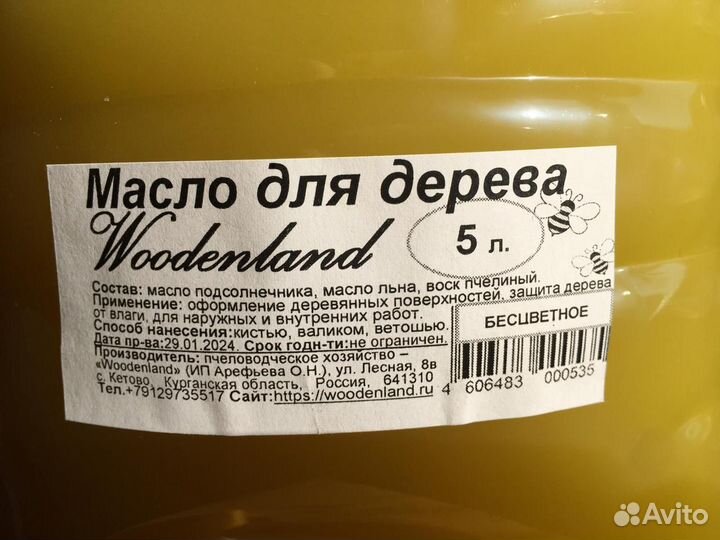 Масло для дерева
Woodenland
5 л.
Состав: масло подсолнечника, масло льна, воск пчелиный.
Применение: оформление деревянных поверхностей, защита дерева
от влаги, для наружных и внутренних работ.
Способ нанесения:кистью, валиком, ветошью.
Дата пр-ва:29.01.2024. Срок годн-ти:не ограничен.
Производитель: пчеловодческое хозяйство –
«Woodenland» (ИП Арефьева О.Н.), ул. Лесная, 8в
с. Кетово, Курганская область, Россия, 641310
Тел.+79129735517 Сайт:https://woodenland.ru
БЕСЦВЕТНОЕ
4 606483 000535
Avito